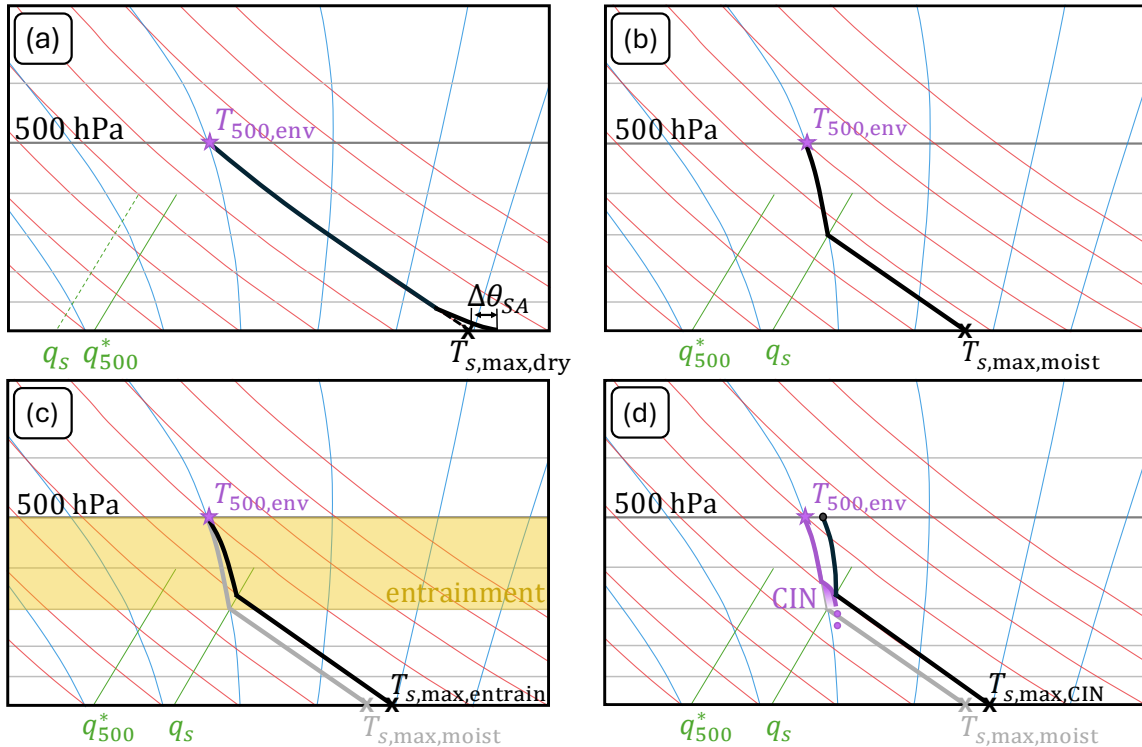 (a)
T500,env
500 hPa
ΔθSA
qs q*500
Ts,max,dry
(b)
T500,env
500 hPa
q*500 qs
Ts,max,moist
(c)
T500,env
500 hPa
entrainment
Ts,max,entrain
q*500 qs
Ts,max,moist
(d)
T500,env
500 hPa
CIN
Ts,max,CIN
q*500 qs
Ts,max,moist